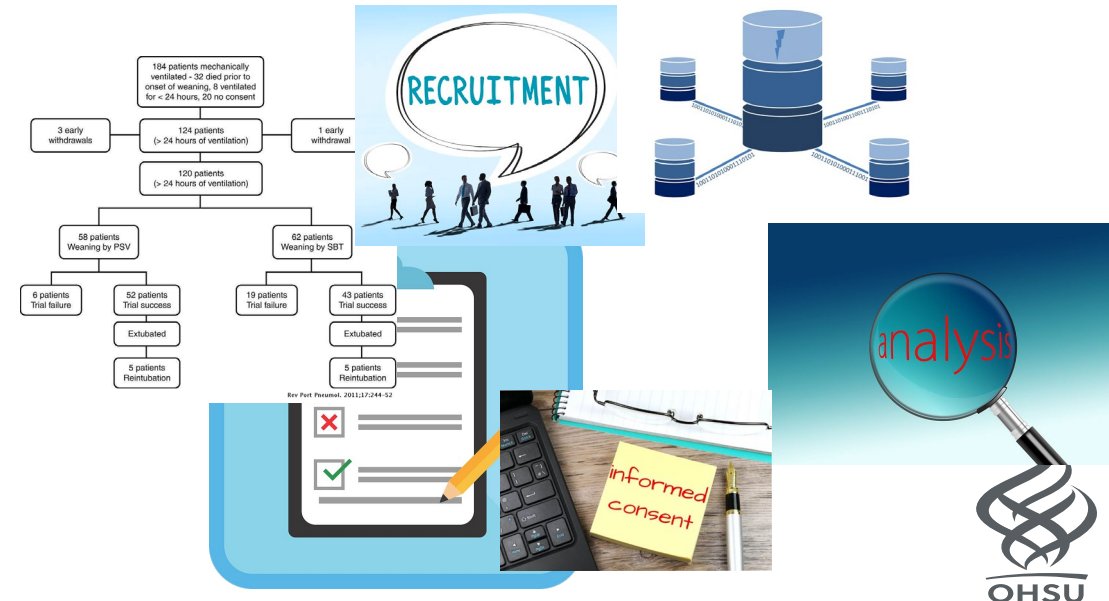 184 patients mechanically
ventilated - 32 died prior to
onset of weaning, 8 ventilated
for < 24 hours, 20 no consent
3 early
withdrawals
124 patients
(> 24 hours of ventilation)
1 early
withdrawal
120 patients
(> 24 hours of ventilation)
58 patients
Weaning by PSV
62 patients
Weaning by SBT
6 patients
Trial failure
52 patients
Trial success
19 patients
Trial failure
43 patients
Trial success
Extubated
Extubated
5 patients
Reintubation
5 patients
Reintubation
Rev Port Pneumol. 2011;17:244-52
RECRUITMENT
analysis
informed
consent
OHSU